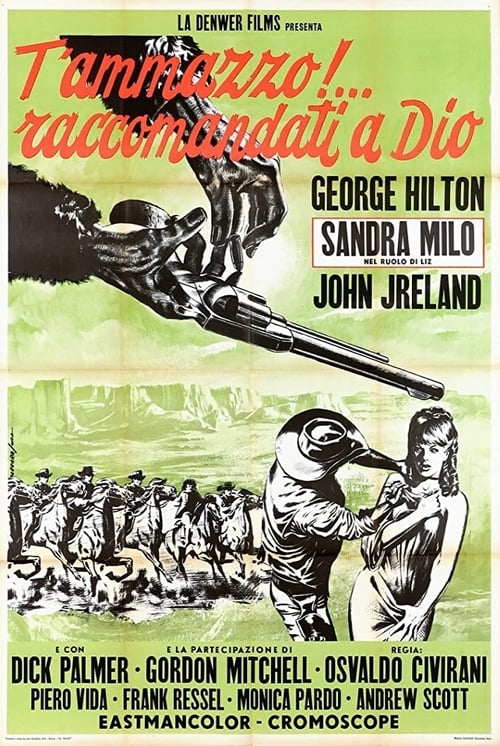 LA DENWER FILMS PRESENTA
T'ammazzo!...
raccomandati a Dio
GEORGE HILTON
SANDRA MILO
NEL RUOLO DI LIZ
JOHN JRELAND
E CON
DICK PALMER · GORDON MITCHELL · OSVALDO CIVIRANI
E LA PARTECIPAZIONE DI
REGIA:
PIERO VIDA · FRANK RESSEL · MONICA PARDO · ANDREW SCOTT
EASTMANCOLOR - CROMOSCOPE